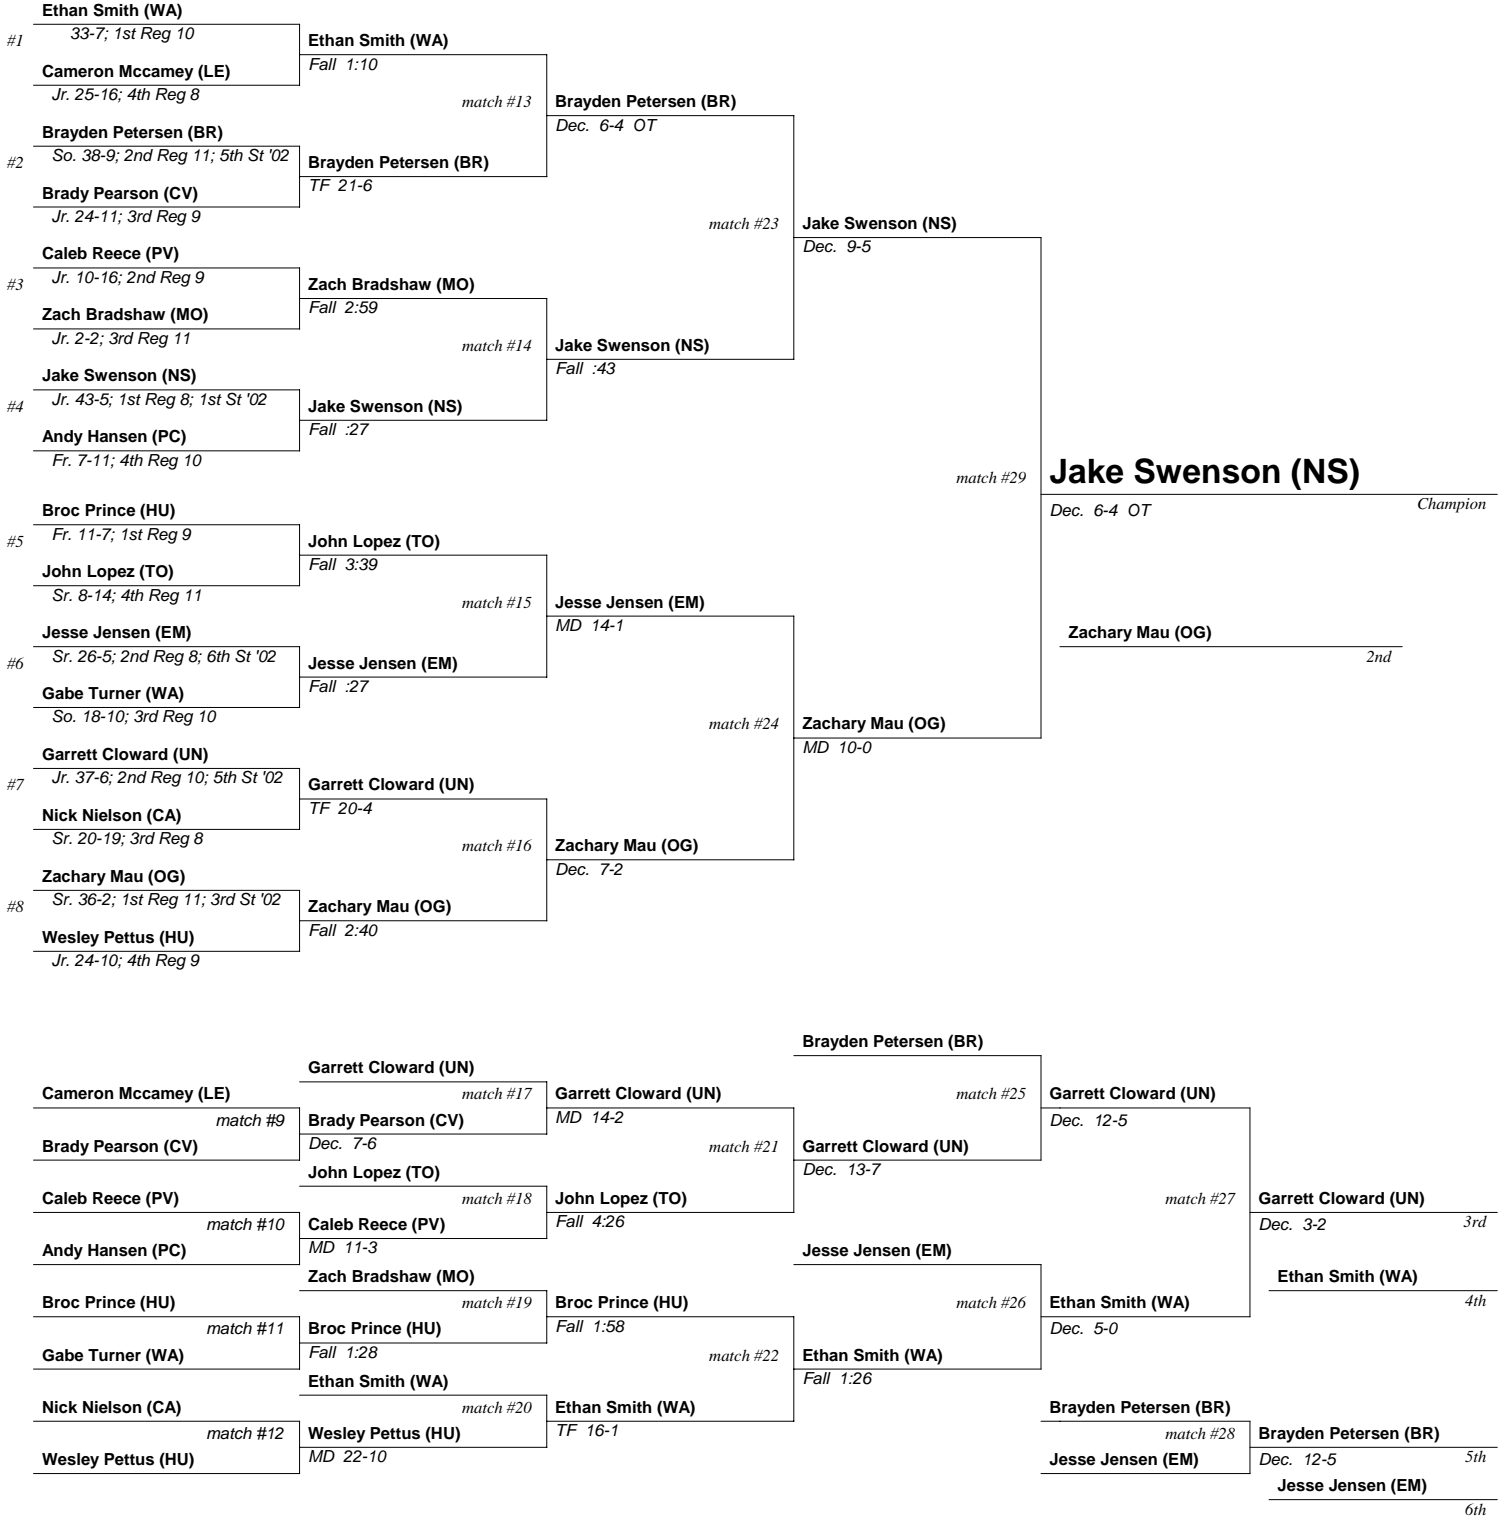 Ethan Smith (WA)
#1
33-7; 1st Reg 10
Cameron Mccamey (LE)
Jr. 25-16; 4th Reg 8
Brayden Petersen (BR)
#2
So. 38-9; 2nd Reg 11; 5th St '02
Brady Pearson (CV)
Jr. 24-11; 3rd Reg 9
Caleb Reece (PV)
#3
Jr. 10-16; 2nd Reg 9
Zach Bradshaw (MO)
Jr. 2-2; 3rd Reg 11
Jake Swenson (NS)
#4
Jr. 43-5; 1st Reg 8; 1st St '02
Andy Hansen (PC)
Fr. 7-11; 4th Reg 10
Broc Prince (HU)
#5
Fr. 11-7; 1st Reg 9
John Lopez (TO)
Sr. 8-14; 4th Reg 11
Jesse Jensen (EM)
#6
Sr. 26-5; 2nd Reg 8; 6th St '02
Gabe Turner (WA)
So. 18-10; 3rd Reg 10
Garrett Cloward (UN)
#7
Jr. 37-6; 2nd Reg 10; 5th St '02
Nick Nielson (CA)
Sr. 20-19; 3rd Reg 8
Zachary Mau (OG)
#8
Sr. 36-2; 1st Reg 11; 3rd St '02
Wesley Pettus (HU)
Jr. 24-10; 4th Reg 9
Ethan Smith (WA)
Fall 1:10
Brayden Petersen (BR)
TF 21-6
Zach Bradshaw (MO)
Fall 2:59
Jake Swenson (NS)
Fall :27
John Lopez (TO)
Fall 3:39
Jesse Jensen (EM)
Fall :27
Garrett Cloward (UN)
TF 20-4
Zachary Mau (OG)
Fall 2:40
match #13
Brayden Petersen (BR)
Dec. 6-4 OT
match #14
Jake Swenson (NS)
Fall :43
match #15
Jesse Jensen (EM)
MD 14-1
match #16
Zachary Mau (OG)
Dec. 7-2
match #23
Jake Swenson (NS)
Dec. 9-5
match #24
Zachary Mau (OG)
MD 10-0
match #29
Jake Swenson (NS)
Dec. 6-4 OT
Champion
Zachary Mau (OG)
2nd
Cameron Mccamey (LE)
match #9
Brady Pearson (CV)
Caleb Reece (PV)
match #10
Andy Hansen (PC)
Broc Prince (HU)
match #11
Gabe Turner (WA)
Nick Nielson (CA)
match #12
Wesley Pettus (HU)
Garrett Cloward (UN)
match #17
Brady Pearson (CV)
Dec. 7-6
John Lopez (TO)
match #18
Caleb Reece (PV)
MD 11-3
Zach Bradshaw (MO)
match #19
Broc Prince (HU)
Fall 1:28
Ethan Smith (WA)
match #20
Wesley Pettus (HU)
MD 22-10
Garrett Cloward (UN)
MD 14-2
match #21
John Lopez (TO)
Fall 4:26
Broc Prince (HU)
Fall 1:58
match #22
Ethan Smith (WA)
TF 16-1
Brayden Petersen (BR)
match #25
Garrett Cloward (UN)
Dec. 13-7
Jesse Jensen (EM)
match #26
Ethan Smith (WA)
Fall 1:26
Garrett Cloward (UN)
Dec. 12-5
match #27
Ethan Smith (WA)
Dec. 5-0
Garrett Cloward (UN)
Dec. 3-2
3rd
Ethan Smith (WA)
4th
Brayden Petersen (BR)
match #28
Jesse Jensen (EM)
Brayden Petersen (BR)
Dec. 12-5
5th
Jesse Jensen (EM)
6th